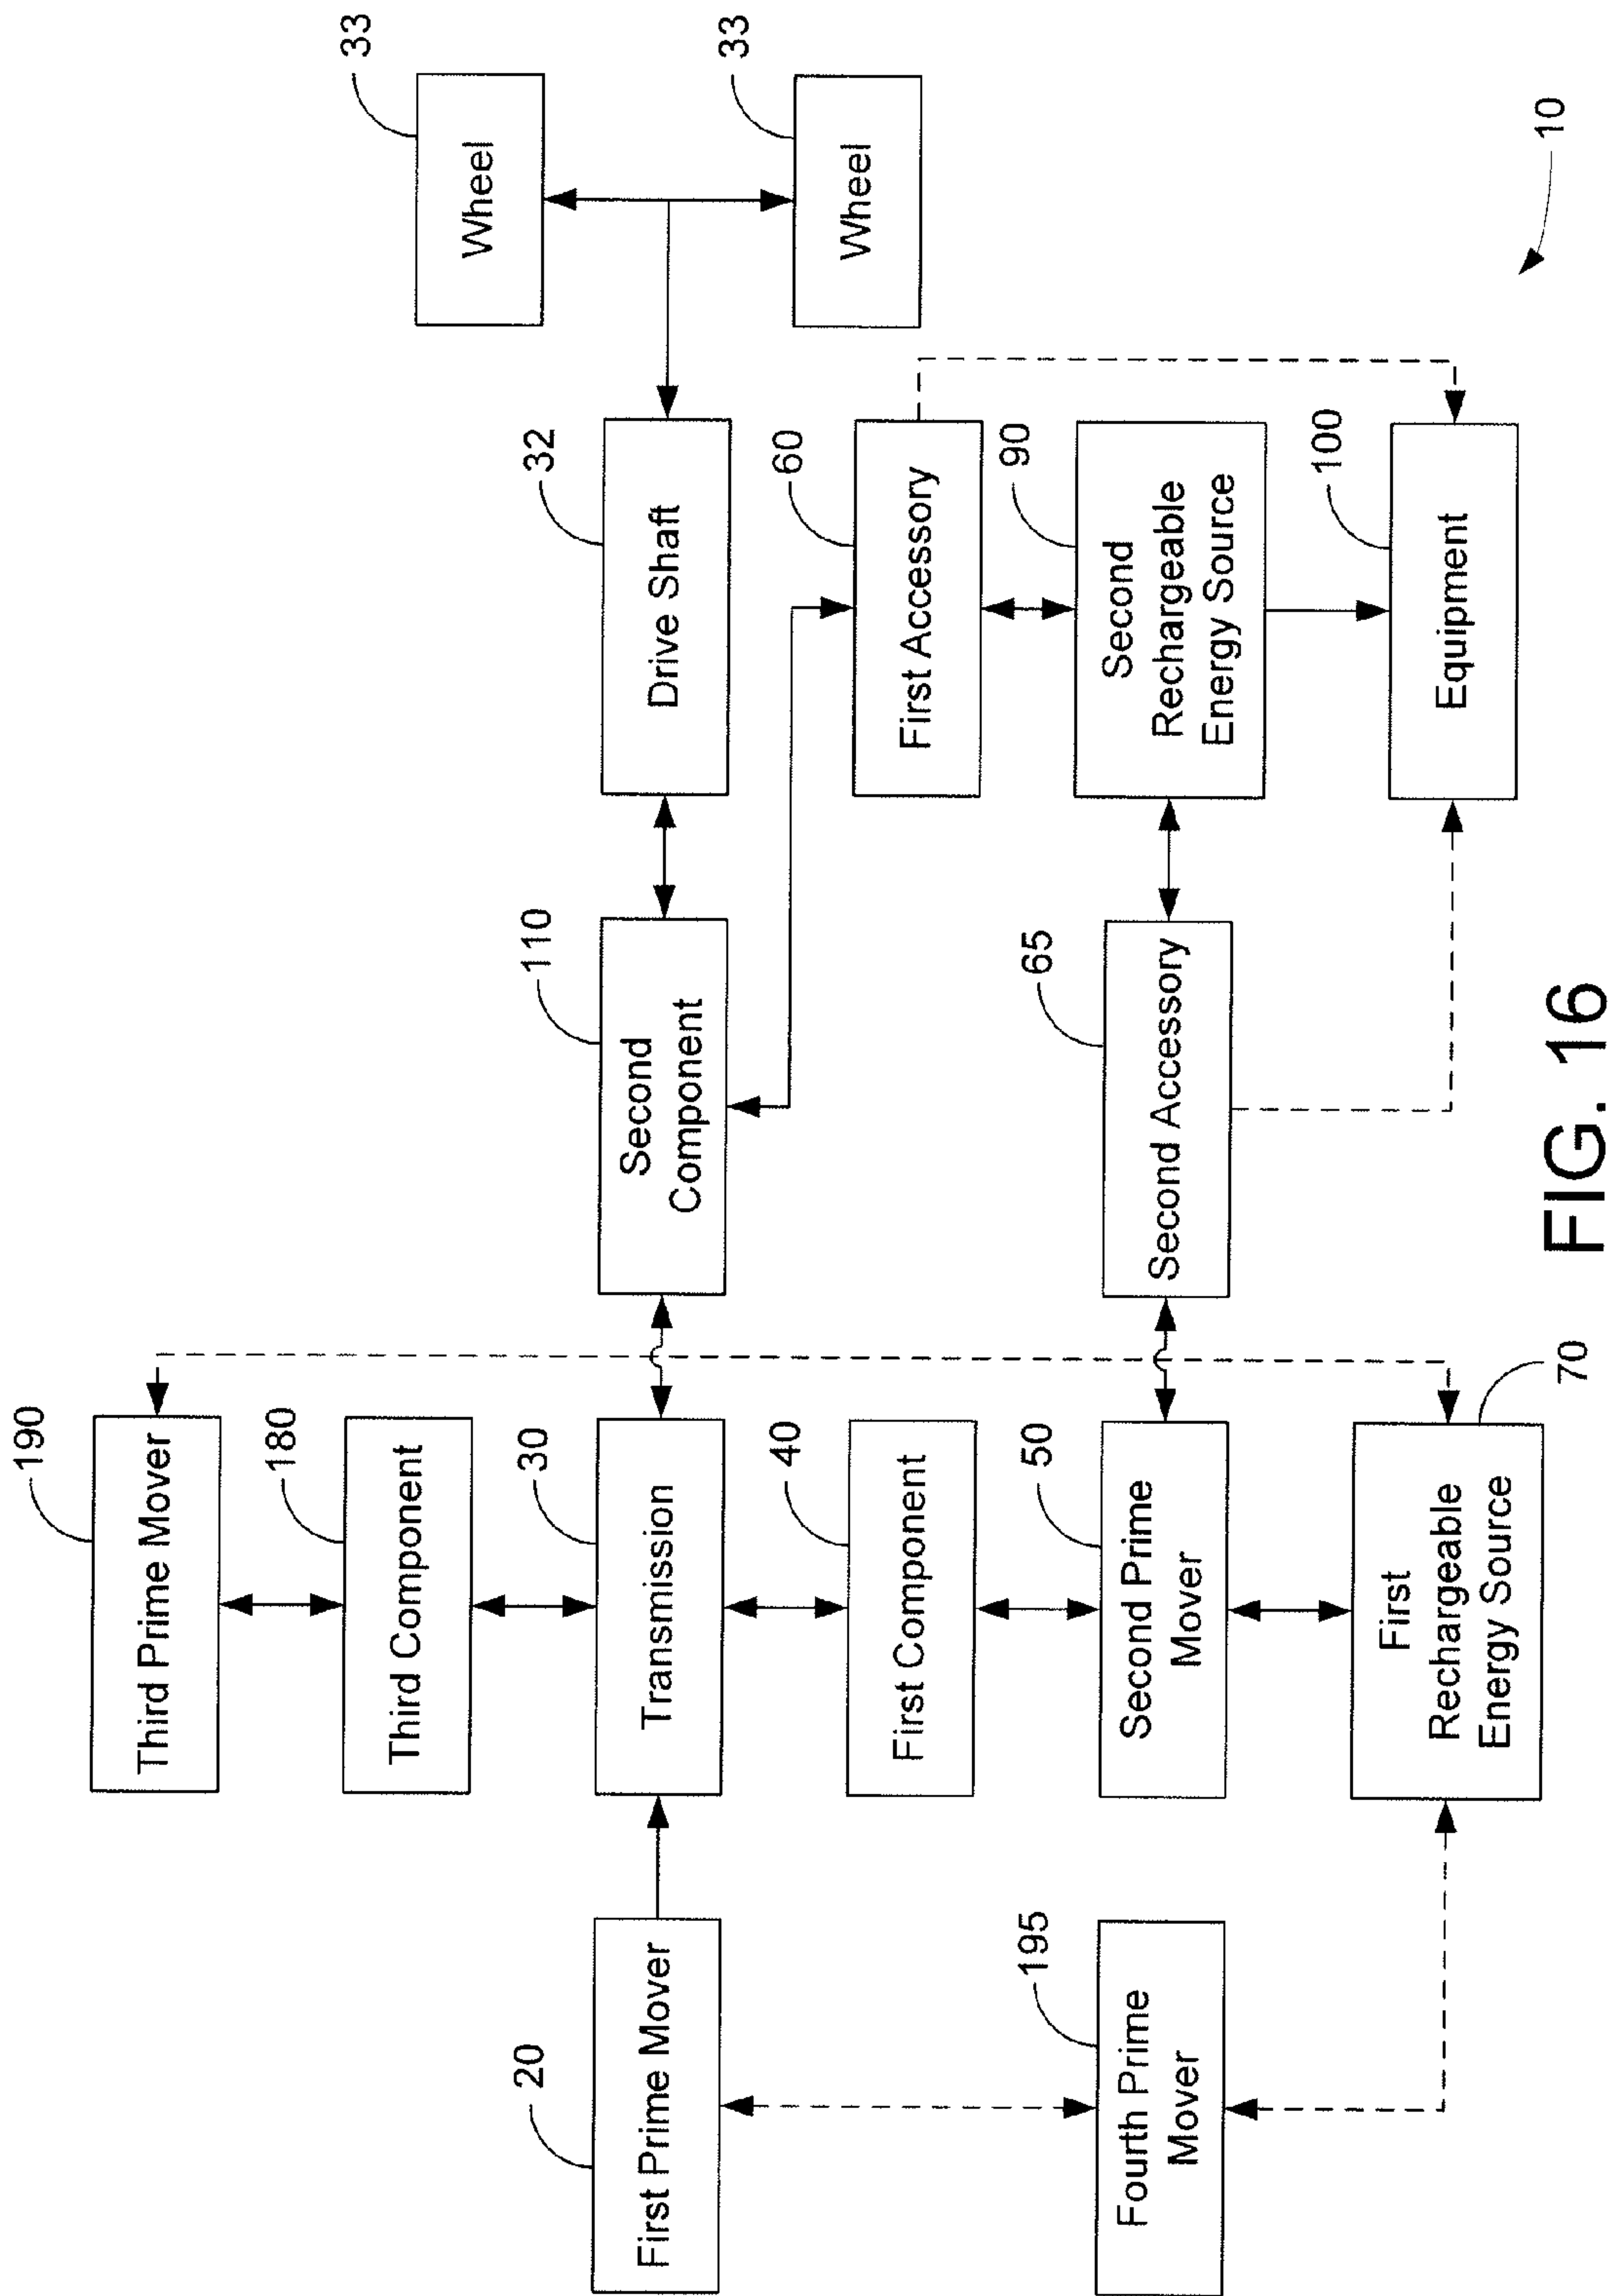 190
Third Prime Mover
180
Third Component
33
Wheel
20
First Prime Mover
30
Transmission
110
Second
Component
32
Drive Shaft
33
Wheel
40
First Component
60
First Accessory
195
Fourth Prime
Mover
50
Second Prime
Mover
65
Second Accessory
90
Second
Rechargeable
Energy Source
First
Rechargeable
Energy Source
70
100
Equipment
10
FIG. 16